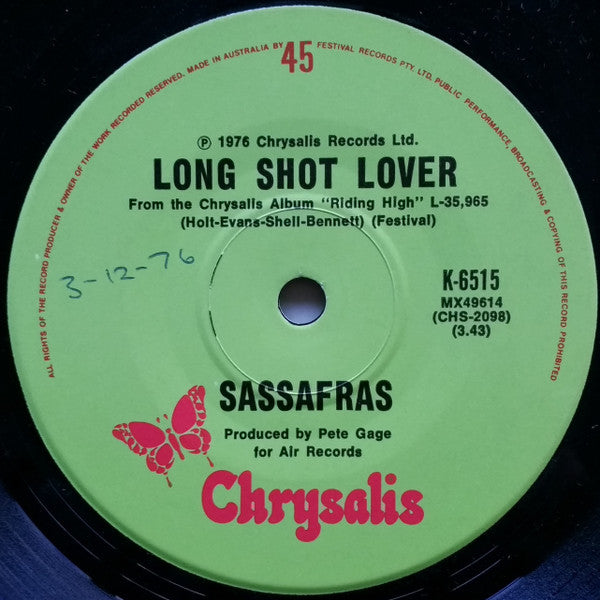 ALL RIGHTS OF THE RECORD PRODUCER & OWNER OF THE WORK RECORDED RESERVED. MADE IN AUSTRALIA BY 45 FESTIVAL RECORDS PTY. LTD. PUBLIC PERFORMANCE, BROADCASTING & COPYING OF THIS RECORD PROHIBITED
Ⓟ 1976 Chrysalis Records Ltd.
LONG SHOT LOVER
From the Chrysalis Album "Riding High" L-35,965
(Holt-Evans-Shell-Bennett) (Festival)
3-12-76
K-6515
MX49614
(CHS-2098)
(3.43)
SASSAFRAS
Produced by Pete Gage
for Air Records
Chrysalis